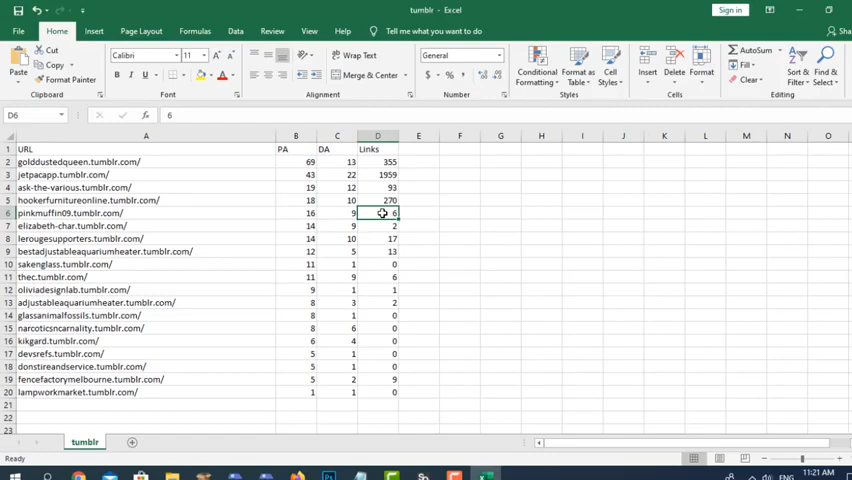 tumblr - Excel
Sign in
File Home Insert Page Layout Formulas Data Review View Help Tell me what you want to do Sha
Paste
Cut
Copy
Format Painter
Clipboard
Calibri 11
B I U
Font
Wrap Text
Merge & Center
Alignment
General
$ % ,
Number
Conditional Formatting
Format as Table
Cell Styles
Styles
Insert Delete Format
Cells
AutoSum
Fill
Clear
Sort & Filter
Find & Select
Editing
D6 fx 6
A B C D E F G H I J K L M N O
1 URL PA DA Links
2 golddustedqueen.tumblr.com/ 69 13 355
3 jetpacapp.tumblr.com/ 43 22 1959
4 ask-the-various.tumblr.com/ 19 12 93
5 hookerfurnitureonline.tumblr.com/ 18 10 270
6 pinkmuffin09.tumblr.com/ 16 9 6
7 elizabeth-char.tumblr.com/ 14 9 2
8 lerougesupporters.tumblr.com/ 14 10 17
9 bestadjustableaquariumheater.tumblr.com/ 12 5 13
10 sakenglass.tumblr.com/ 11 1 0
11 thec.tumblr.com/ 11 9 6
12 oliviadesignlab.tumblr.com/ 9 1 1
13 adjustableaquariumheater.tumblr.com/ 8 3 2
14 glassanimalfossils.tumblr.com/ 8 1 0
15 narcoticsncarnality.tumblr.com/ 8 6 0
16 kikgard.tumblr.com/ 6 4 0
17 devsrefs.tumblr.com/ 5 1 0
18 donstireandservice.tumblr.com/ 5 1 0
19 fencefactorymelbourne.tumblr.com/ 5 2 9
20 lampworkmarket.tumblr.com/ 1 1 0
21
22
23
tumblr
Ready
ENG 11:21 AM